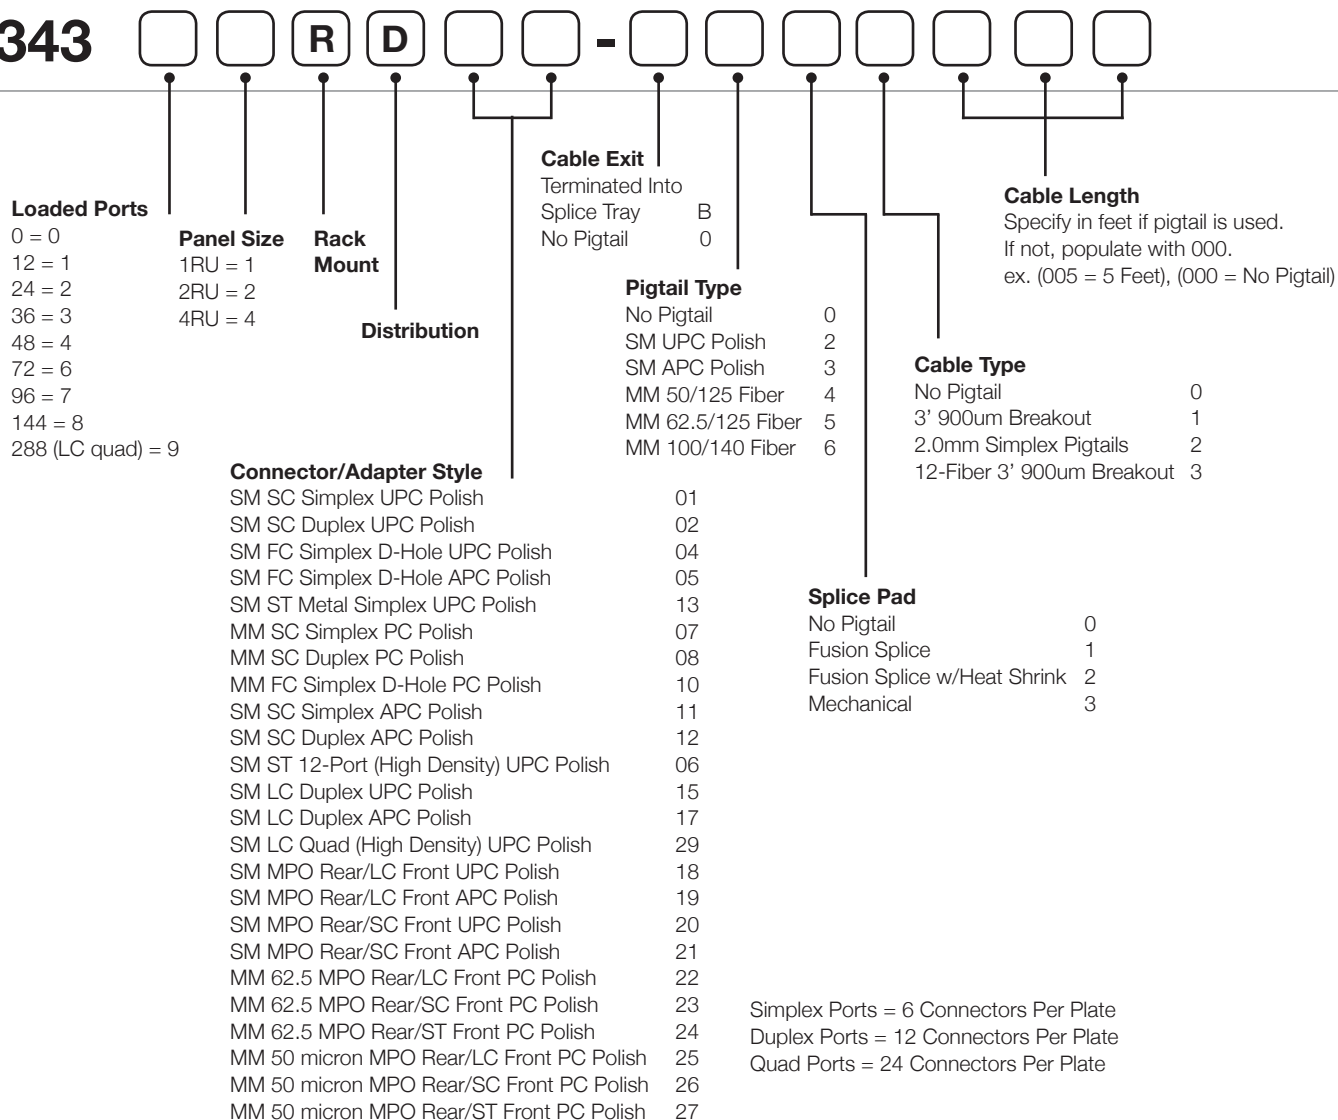 343 R D -
Loaded Ports
0 = 0
12 = 1
24 = 2
36 = 3
48 = 4
72 = 6
96 = 7
144 = 8
288 (LC quad) = 9
Panel Size
1RU = 1
2RU = 2
4RU = 4
Rack
Mount
Distribution
Connector/Adapter Style
SM SC Simplex UPC Polish 01
SM SC Duplex UPC Polish 02
SM FC Simplex D-Hole UPC Polish 04
SM FC Simplex D-Hole APC Polish 05
SM ST Metal Simplex UPC Polish 13
MM SC Simplex PC Polish 07
MM SC Duplex PC Polish 08
MM FC Simplex D-Hole PC Polish 10
SM SC Simplex APC Polish 11
SM SC Duplex APC Polish 12
SM ST 12-Port (High Density) UPC Polish 06
SM LC Duplex UPC Polish 15
SM LC Duplex APC Polish 17
SM LC Quad (High Density) UPC Polish 29
SM MPO Rear/LC Front UPC Polish 18
SM MPO Rear/LC Front APC Polish 19
SM MPO Rear/SC Front UPC Polish 20
SM MPO Rear/SC Front APC Polish 21
MM 62.5 MPO Rear/LC Front PC Polish 22
MM 62.5 MPO Rear/SC Front PC Polish 23
MM 62.5 MPO Rear/ST Front PC Polish 24
MM 50 micron MPO Rear/LC Front PC Polish 25
MM 50 micron MPO Rear/SC Front PC Polish 26
MM 50 micron MPO Rear/ST Front PC Polish 27
Cable Exit
Terminated Into
Splice Tray B
No Pigtail 0
Pigtail Type
No Pigtail 0
SM UPC Polish 2
SM APC Polish 3
MM 50/125 Fiber 4
MM 62.5/125 Fiber 5
MM 100/140 Fiber 6
Splice Pad
No Pigtail 0
Fusion Splice 1
Fusion Splice w/Heat Shrink 2
Mechanical 3
Cable Type
No Pigtail 0
3’ 900um Breakout 1
2.0mm Simplex Pigtails 2
12-Fiber 3’ 900um Breakout 3
Cable Length
Specify in feet if pigtail is used.
If not, populate with 000.
ex. (005 = 5 Feet), (000 = No Pigtail)
Simplex Ports = 6 Connectors Per Plate
Duplex Ports = 12 Connectors Per Plate
Quad Ports = 24 Connectors Per Plate